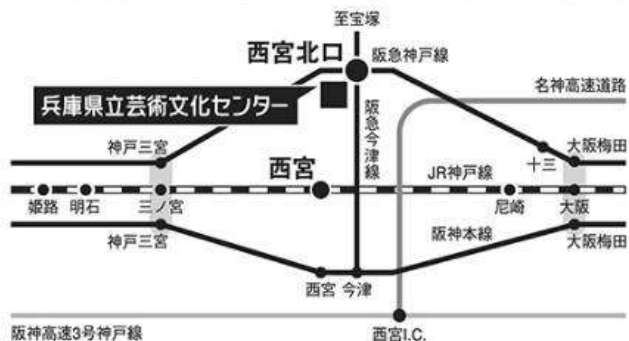 至宝塚
西宮北口
阪急神戸線
名神高速道路
兵庫県立芸術文化センター
阪急今津線
神戸三宮
大阪梅田
十三
西宮
JR神戸線
姫路
明石
三ノ宮
尼崎
大阪
神戸三宮
阪神本線
大阪梅田
西宮
今津
阪神高速3号神戸線
西宮I.C.